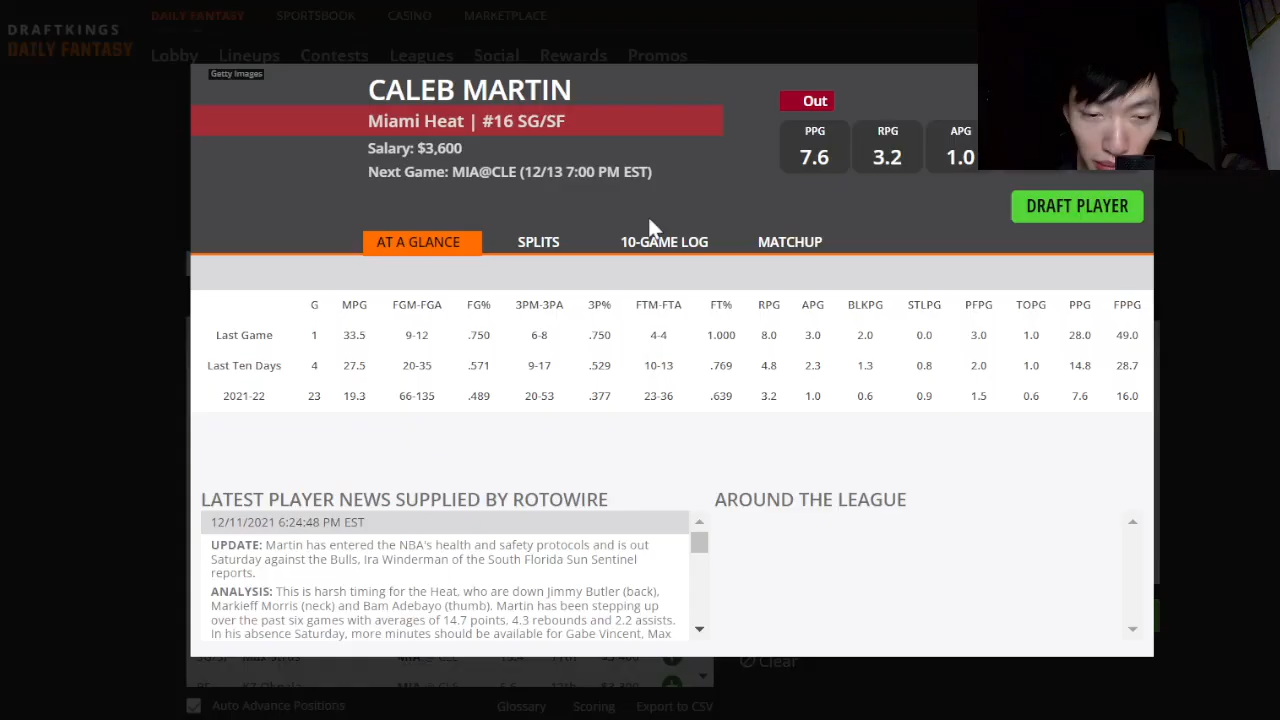 DRAFTKINGS
DAILY FANTASY
DAILY FANTASY SPORTSBOOK CASINO MARKETPLACE
Lobby Lineups Contests Leagues Social Rewards Promos
Getty Images
CALEB MARTIN
Miami Heat | #16 SG/SF
Salary: $3,600
Next Game: MIA@CLE (12/13 7:00 PM EST)
Out
PPG RPG APG
7.6 3.2 1.0
DRAFT PLAYER
AT A GLANCE SPLITS 10-GAME LOG MATCHUP
G MPG FGM-FGA FG% 3PM-3PA 3P% FTM-FTA FT% RPG APG BLKPG STLPG PFPG TOPG PPG FPPG
Last Game 1 33.5 9-12 .750 6-8 .750 4-4 1.000 8.0 3.0 2.0 0.0 3.0 1.0 28.0 49.0
Last Ten Days 4 27.5 20-35 .571 9-17 .529 10-13 .769 4.8 2.3 1.3 0.8 2.0 1.0 14.8 28.7
2021-22 23 19.3 66-135 .489 20-53 .377 23-36 .639 3.2 1.0 0.6 0.9 1.5 0.6 7.6 16.0
LATEST PLAYER NEWS SUPPLIED BY ROTOWIRE
12/11/2021 6:24:48 PM EST
UPDATE: Martin has entered the NBA's health and safety protocols and is out
Saturday against the Bulls, Ira Winderman of the South Florida Sun Sentinel
reports.
ANALYSIS: This is harsh timing for the Heat, who are down Jimmy Butler (back),
Markieff Morris (neck) and Bam Adebayo (thumb). Martin has been stepping up
over the past six games with averages of 14.7 points, 4.3 rebounds and 2.2 assists.
In his absence Saturday, more minutes should be available for Gabe Vincent, Max
AROUND THE LEAGUE
Clear
Auto Advance Positions
Glossary Scoring Export to CSV